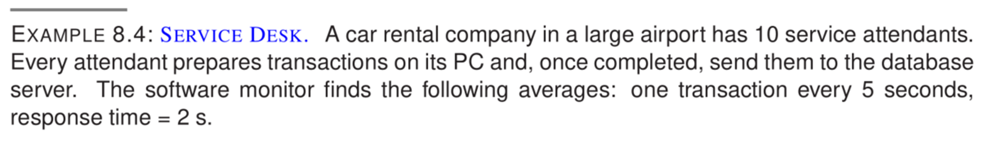 EXAMPLE 8.4: SERVICE DESK. A car rental company in a large airport has 10 service attendants.
Every attendant prepares transactions on its PC and, once completed, send them to the database
server. The software monitor finds the following averages: one transaction every 5 seconds,
response time = 2 s.